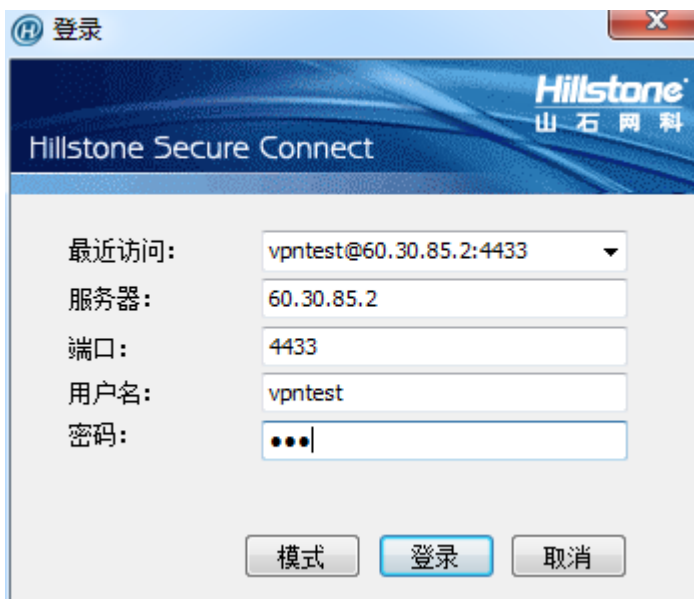 登录
Hillstone
山石网科
Hillstone Secure Connect
最近访问: vpntest@60.30.85.2:4433
服务器: 60.30.85.2
端口: 4433
用户名: vpntest
密码: ●●●
模式 登录 取消